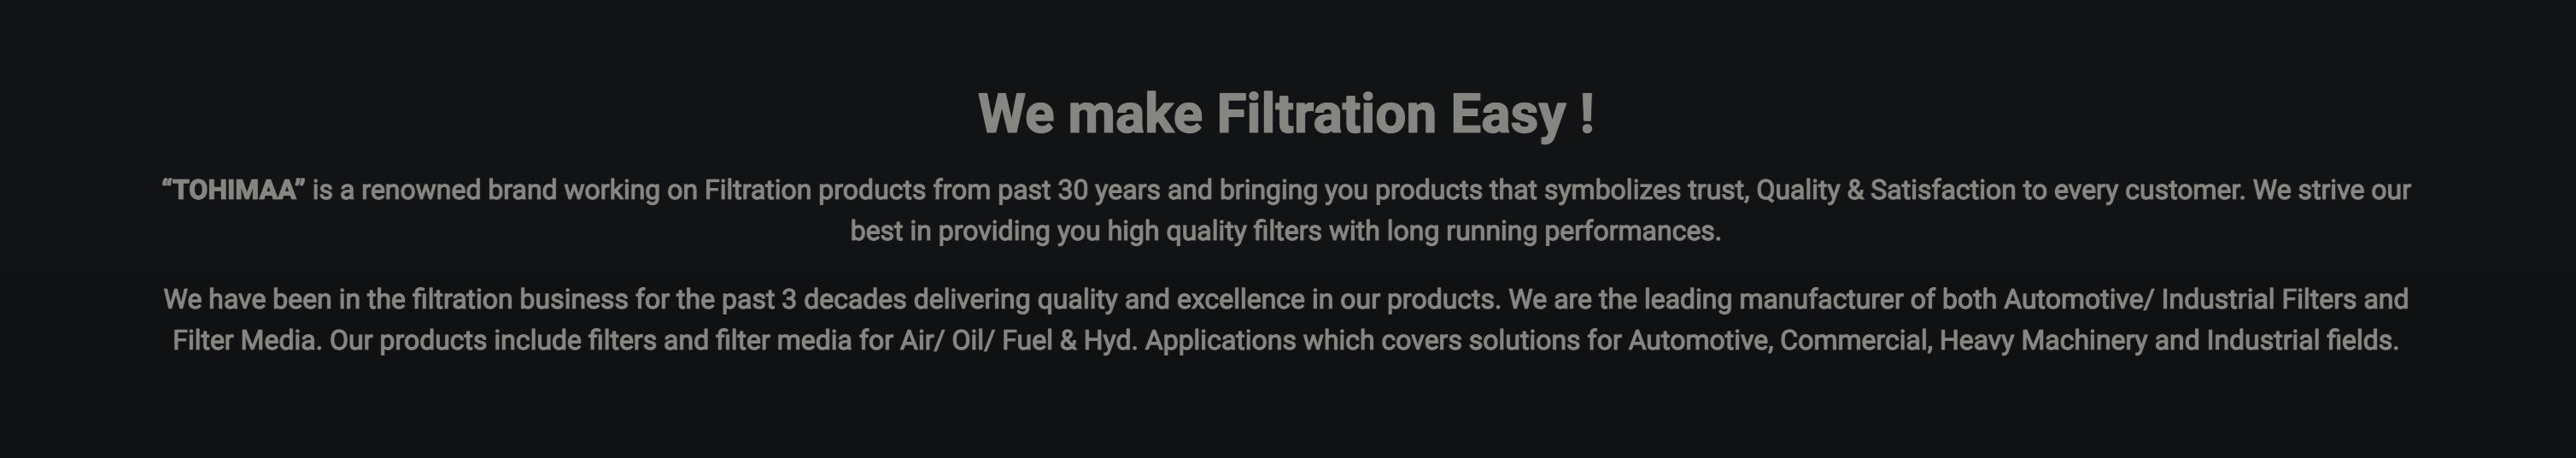 We make Filtration Easy !
“TOHIMAA” is a renowned brand working on Filtration products from past 30 years and bringing you products that symbolizes trust, Quality & Satisfaction to every customer. We strive our
best in providing you high quality filters with long running performances.
We have been in the filtration business for the past 3 decades delivering quality and excellence in our products. We are the leading manufacturer of both Automotive/ Industrial Filters and
Filter Media. Our products include filters and filter media for Air/ Oil/ Fuel & Hyd. Applications which covers solutions for Automotive, Commercial, Heavy Machinery and Industrial fields.